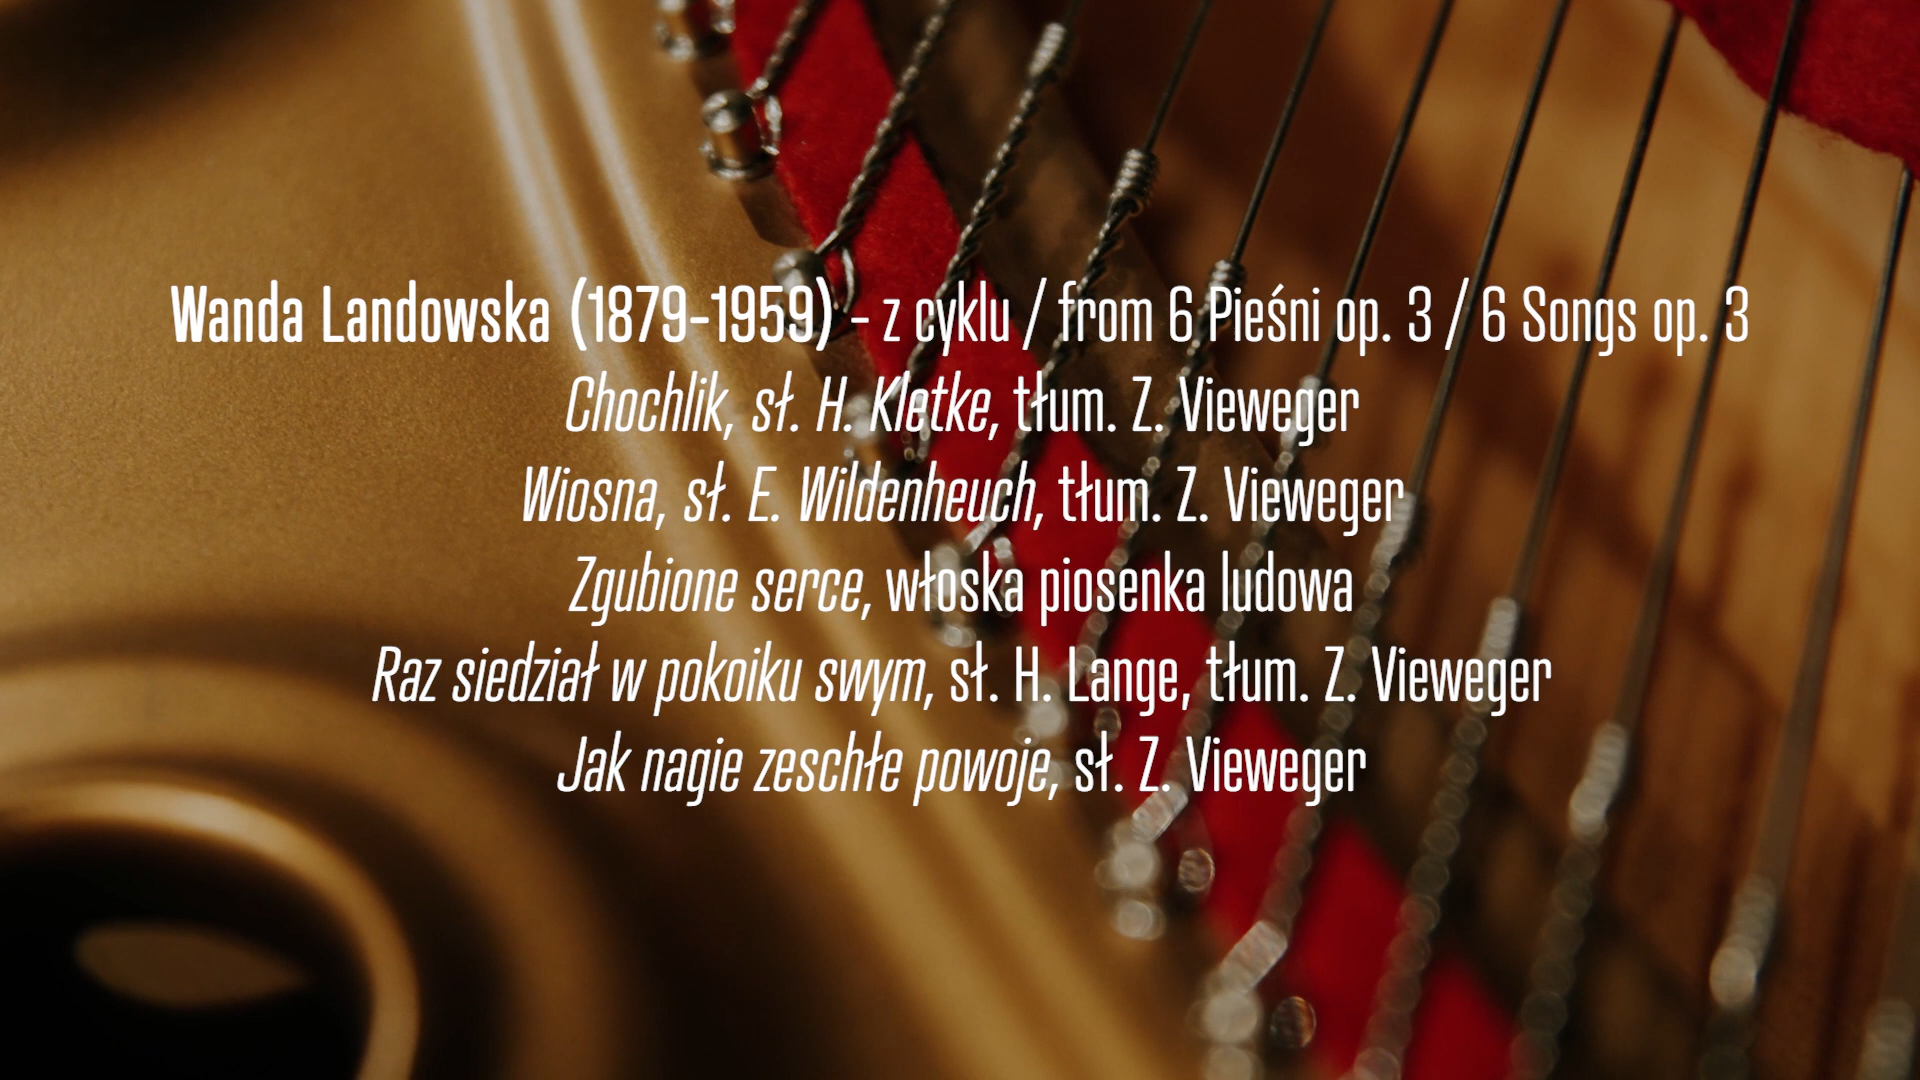 Wanda Landowska (1879-1959) - z cyklu / from 6 Pieśni op. 3 / 6 Songs op. 3
Chochlik, sł. H. Kletke, tłum. Z. Vieweger
Wiosna, sł. E. Wildenheuch, tłum. Z. Vieweger
Zgubione serce, włoska piosenka ludowa
Raz siedział w pokoiku swym, sł. H. Lange, tłum. Z. Vieweger
Jak nagie zeschłe powoje, sł. Z. Vieweger